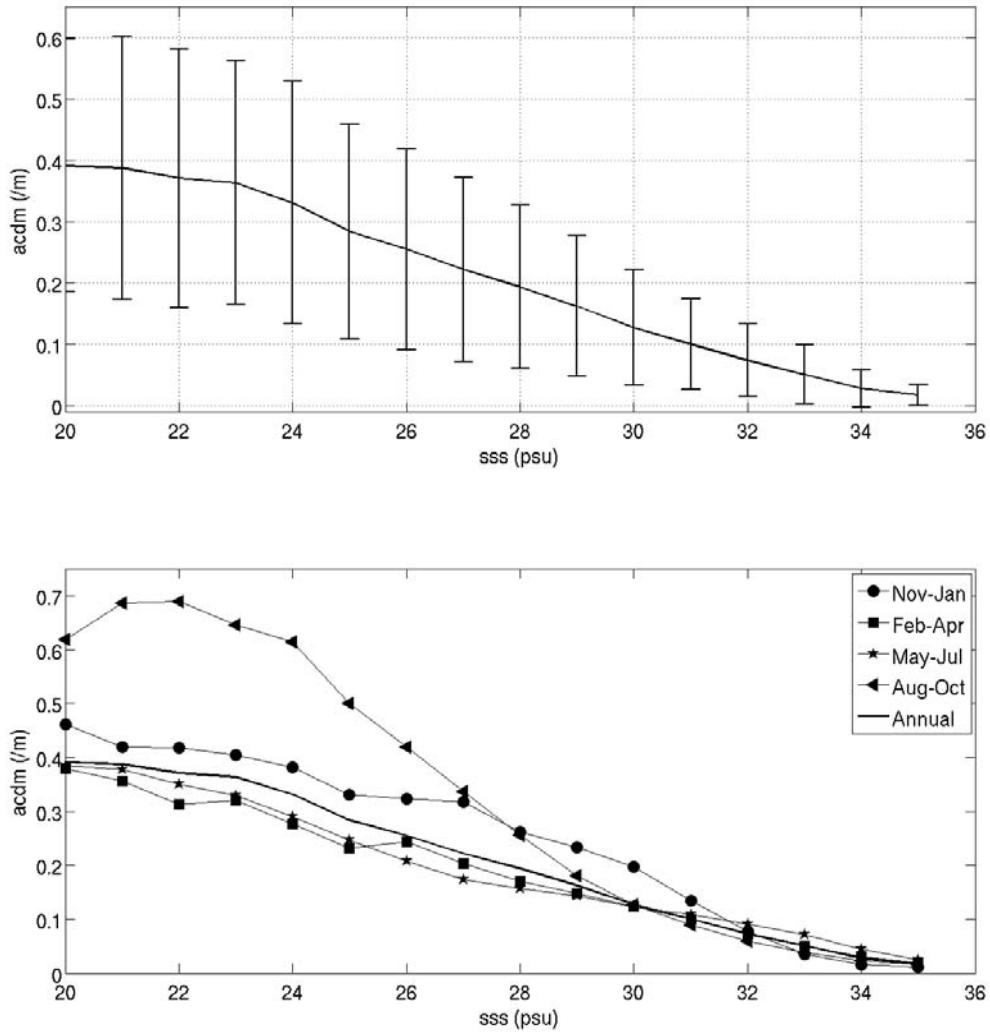 0.6
0.5
0.4
0.3
0.2
0.1
0
acdm (/m)
20 22 24 26 28 30 32 34 36
sss (psu)
0.7
0.6
0.5
0.4
0.3
0.2
0.1
0
acdm (/m)
Nov-Jan
Feb-Apr
May-Jul
Aug-Oct
Annual
20 22 24 26 28 30 32 34 36
sss (psu)